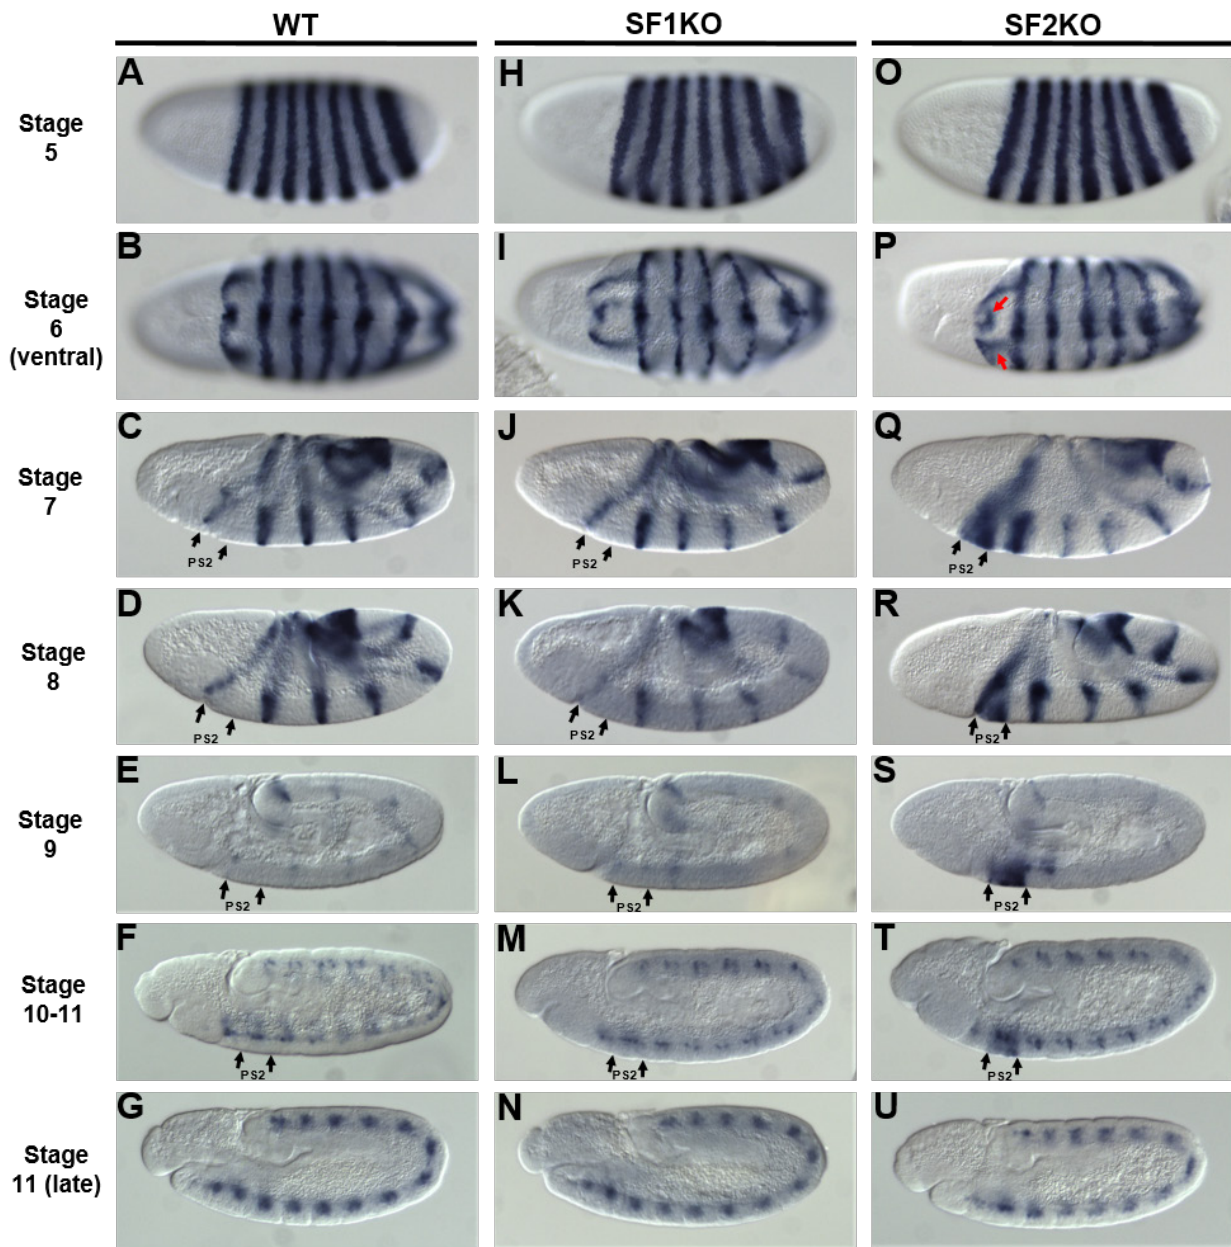 WT SF1KO SF2KO
Stage
5
A H O
Stage
6
(ventral)
B I P
Stage
7
C J Q
PS2 PS2 PS2
Stage
8
D K R
PS2 PS2 PS2
Stage
9
E L S
PS2 PS2 PS2
Stage
10-11
F M T
PS2 PS2 PS2
Stage
11 (late)
G N U